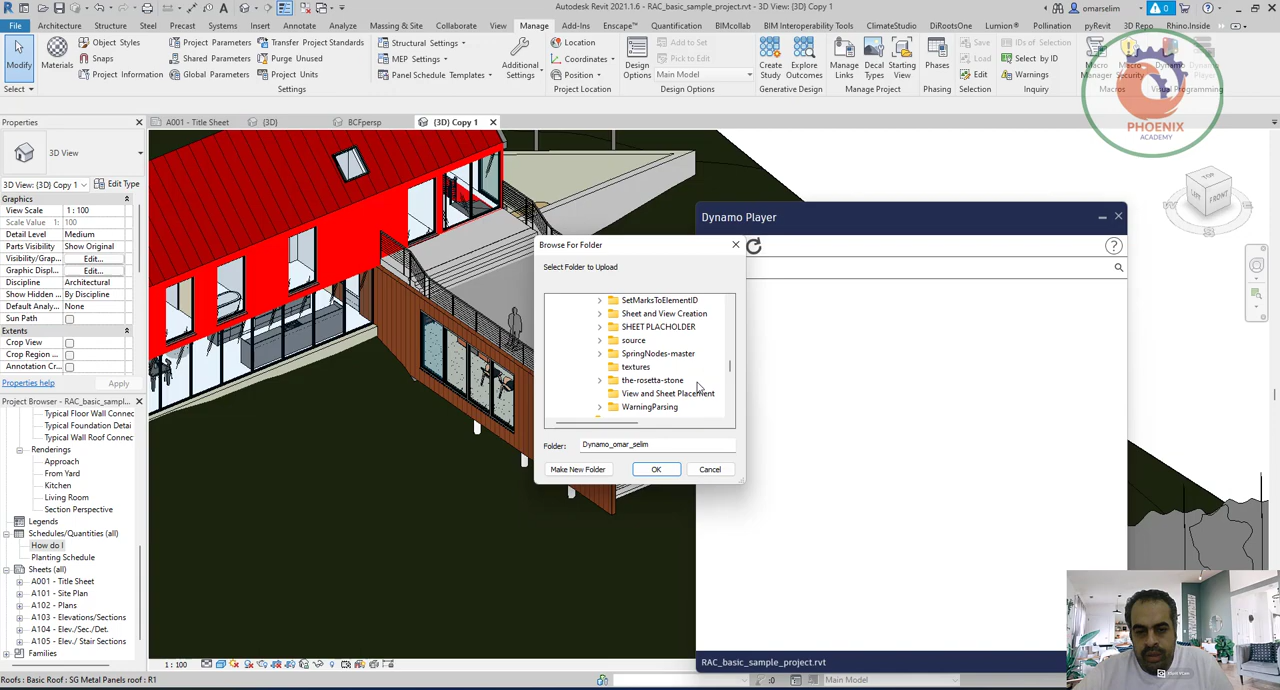 Autodesk Revit 2021.1.6 - RAC_basic_sample_project.rvt - 3D View: {3D} Copy 1
omarselim
File Architecture Structure Steel Precast Systems Insert Annotate Analyze Massing & Site Collaborate View Manage Add-Ins Enscape™ Quantification BIMcollab BIM Interoperability Tools ClimateStudio DiRootsOne Lumion® Pollination pyRevit 3D Repo Rhino.Inside
Modify
Select
Materials
Object Styles
Snaps
Project Information
Project Parameters
Shared Parameters
Global Parameters
Transfer Project Standards
Purge Unused
Project Units
Settings
Structural Settings
MEP Settings
Panel Schedule Templates
Additional Settings
Location
Coordinates
Position
Project Location
Design Options
Add to Set
Pick to Edit
Main Model
Design Options
Create Study
Explore Outcomes
Generative Design
Manage Links
Decal Types
Starting View
Manage Project
Phases
Phasing
Save
Load
Edit
Selection
IDs of Selection
Select by ID
Warnings
Inquiry
Macro Manager
Macro Security
Macros
Dynamo
Dynamo Player
Visual Programming
PHOENIX
ACADEMY
Properties
A001 - Title Sheet
{3D}
BCFpersp
{3D} Copy 1
3D View
3D View: {3D} Copy 1
Edit Type
Graphics
View Scale 1 : 100
Scale Value 1: 100
Detail Level Medium
Parts Visibility Show Original
Visibility/Grap... Edit...
Graphic Displ... Edit...
Discipline Architectural
Show Hidden ... By Discipline
Default Analy... None
Sun Path
Extents
Crop View
Crop Region ...
Annotation Cr...
Properties help
Apply
Project Browser - RAC_basic_sam...
Typical Floor Wall Connec
Typical Foundation Detai
Typical Wall Roof Connec
Renderings
Approach
From Yard
Kitchen
Living Room
Section Perspective
Legends
Schedules/Quantities (all)
How do I
Planting Schedule
Sheets (all)
A001 - Title Sheet
A101 - Site Plan
A102 - Plans
A103 - Elevations/Sections
A104 - Elev./Sec./Det.
A105 - Elev./ Stair Sections
Families
TOP
FRONT
Dynamo Player
Browse For Folder
Select Folder to Upload
SetMarksToElementID
Sheet and View Creation
SHEET PLACHOLDER
source
SpringNodes-master
textures
the-rosetta-stone
View and Sheet Placement
WarningParsing
Folder: Dynamo_omar_selim
Make New Folder
OK
Cancel
RAC_basic_sample_project.rvt
1 : 100
Roofs : Basic Roof : SG Metal Panels roof : R1
:0
Main Model